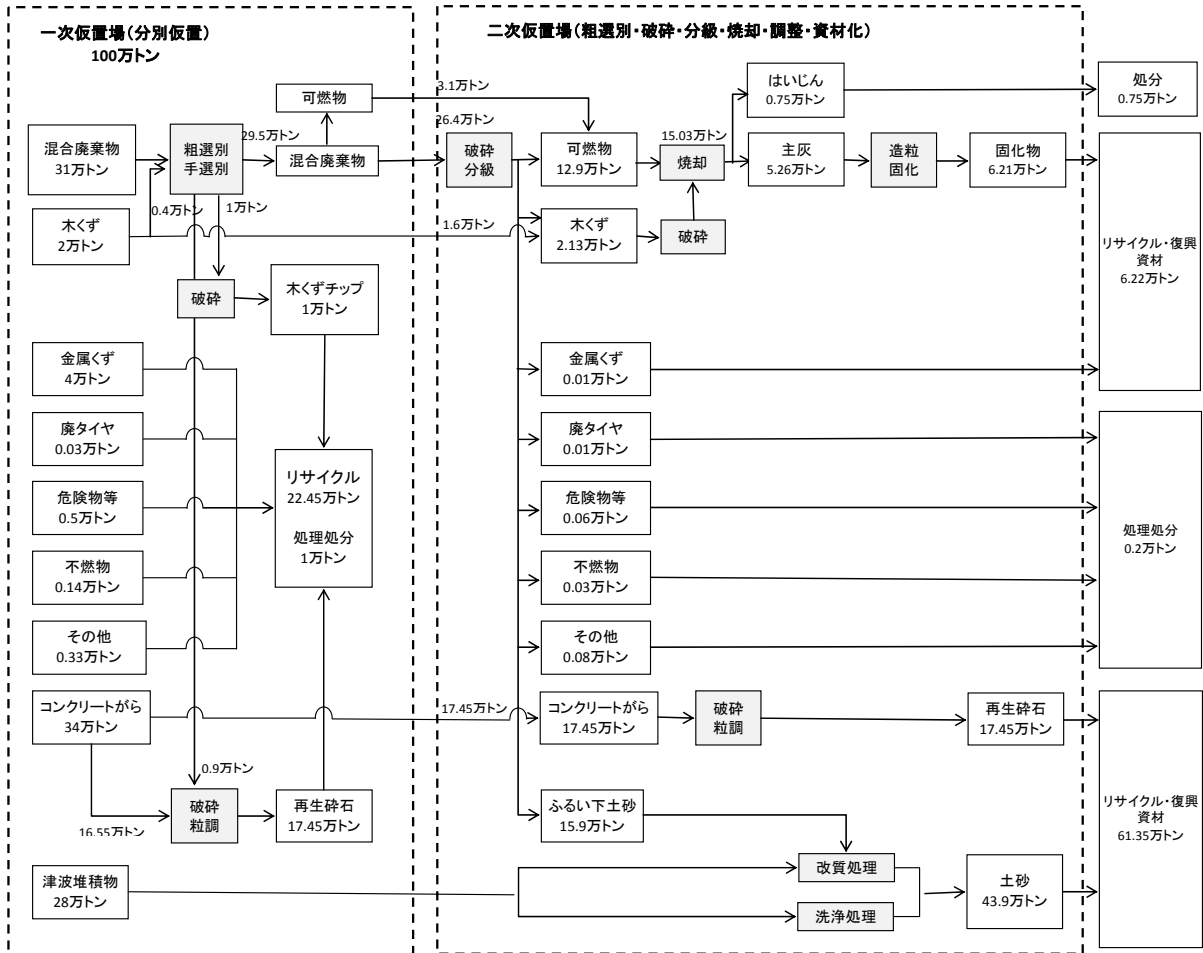 一次仮置場（分別仮置）
100万トン
二次仮置場（粗選別・破砕・分級・焼却・調整・資材化）
可燃物
3.1万トン
はいじん
0.75万トン
処分
0.75万トン
混合廃棄物
31万トン
粗選別
手選別
29.5万トン
混合廃棄物
26.4万トン
破砕
分級
可燃物
12.9万トン
15.03万トン
焼却
主灰
5.26万トン
造粒
固化
固化物
6.21万トン
木くず
2万トン
0.4万トン
1万トン
1.6万トン
木くず
2.13万トン
破砕
リサイクル・復興
資材
6.22万トン
破砕
木くずチップ
1万トン
金属くず
4万トン
金属くず
0.01万トン
廃タイヤ
0.03万トン
廃タイヤ
0.01万トン
リサイクル
22.45万トン
処理処分
1万トン
危険物等
0.5万トン
危険物等
0.06万トン
処理処分
0.2万トン
不燃物
0.14万トン
不燃物
0.03万トン
その他
0.33万トン
その他
0.08万トン
コンクリートがら
34万トン
17.45万トン
コンクリートがら
17.45万トン
破砕
粒調
再生砕石
17.45万トン
0.9万トン
16.55万トン
破砕
粒調
再生砕石
17.45万トン
ふるい下土砂
15.9万トン
リサイクル・復興
資材
61.35万トン
津波堆積物
28万トン
改質処理
洗浄処理
土砂
43.9万トン